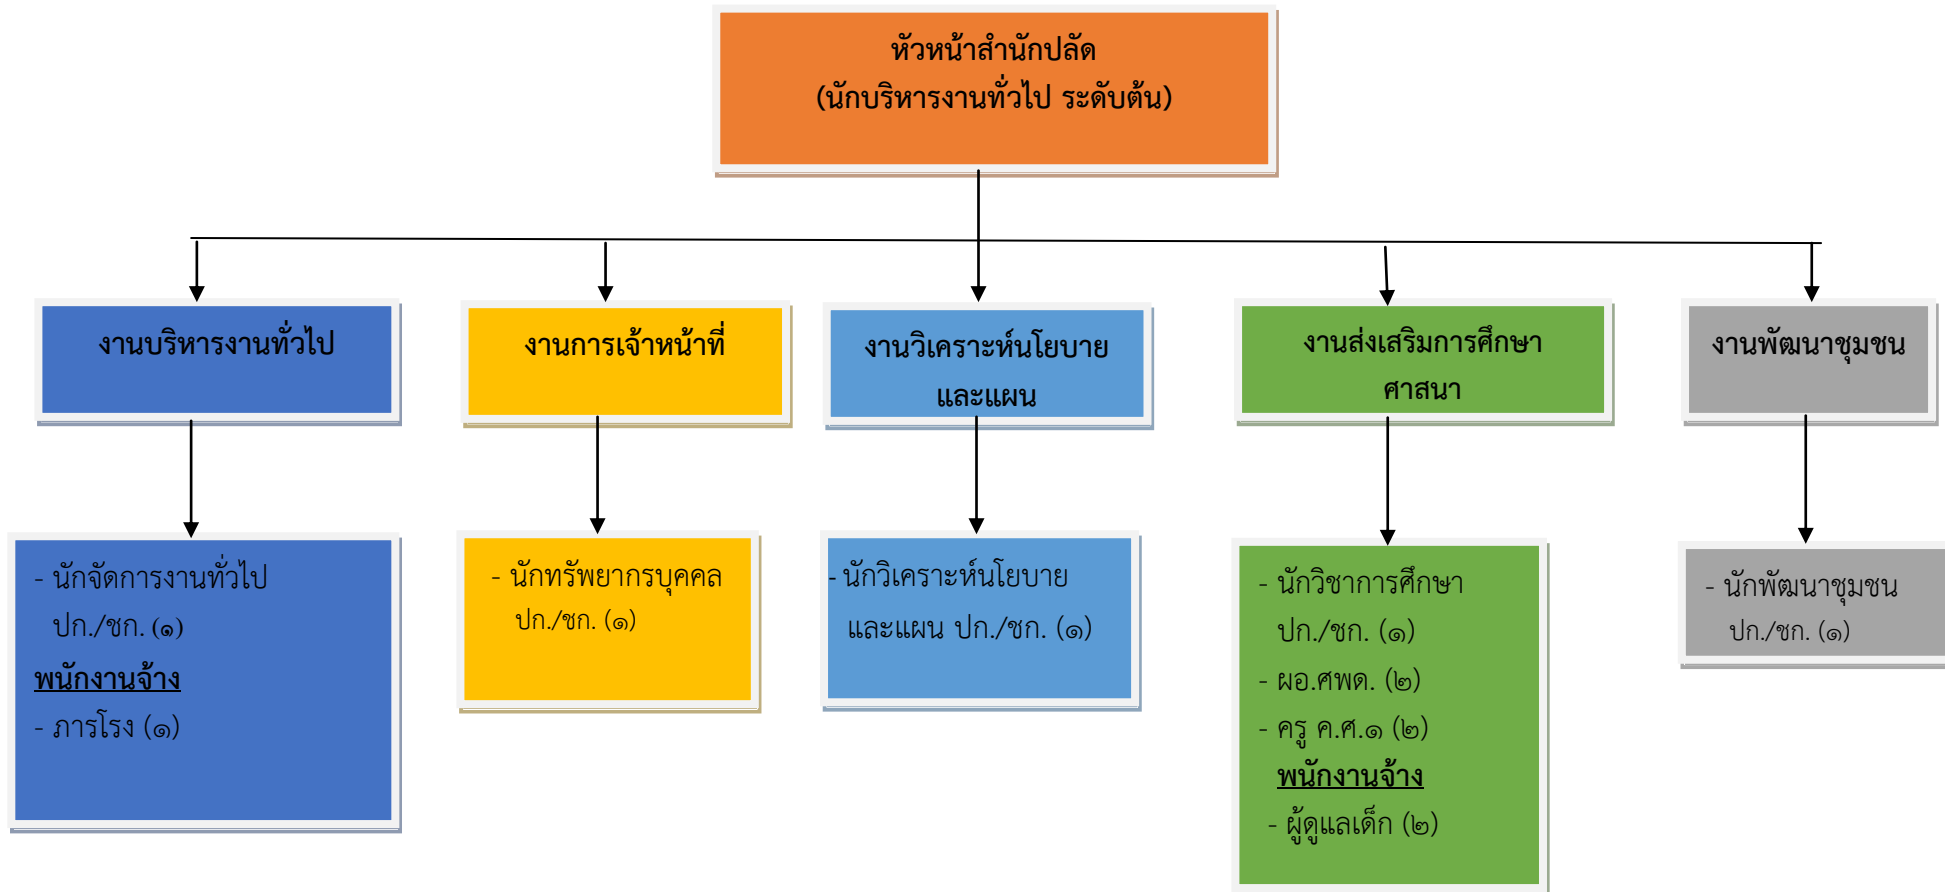 หัวหน้าสำนักปลัด
(นักบริหารงานทั่วไป ระดับต้น)
งานบริหารงานทั่วไป
งานการเจ้าหน้าที่
งานวิเคราะห์นโยบาย
และแผน
งานส่งเสริมการศึกษา
ศาสนา
งานพัฒนาชุมชน
- นักจัดการงานทั่วไป
ปก./ชก. (๑)
พนักงานจ้าง
- ภารโรง (๑)
- นักทรัพยากรบุคคล
ปก./ชก. (๑)
- นักวิเคราะห์นโยบาย
และแผน ปก./ชก. (๑)
- นักวิชาการศึกษา
ปก./ชก. (๑)
- ผอ.ศพด. (๒)
- ครู ค.ศ.๑ (๒)
พนักงานจ้าง
- ผู้ดูแลเด็ก (๒)
- นักพัฒนาชุมชน
ปก./ชก. (๑)